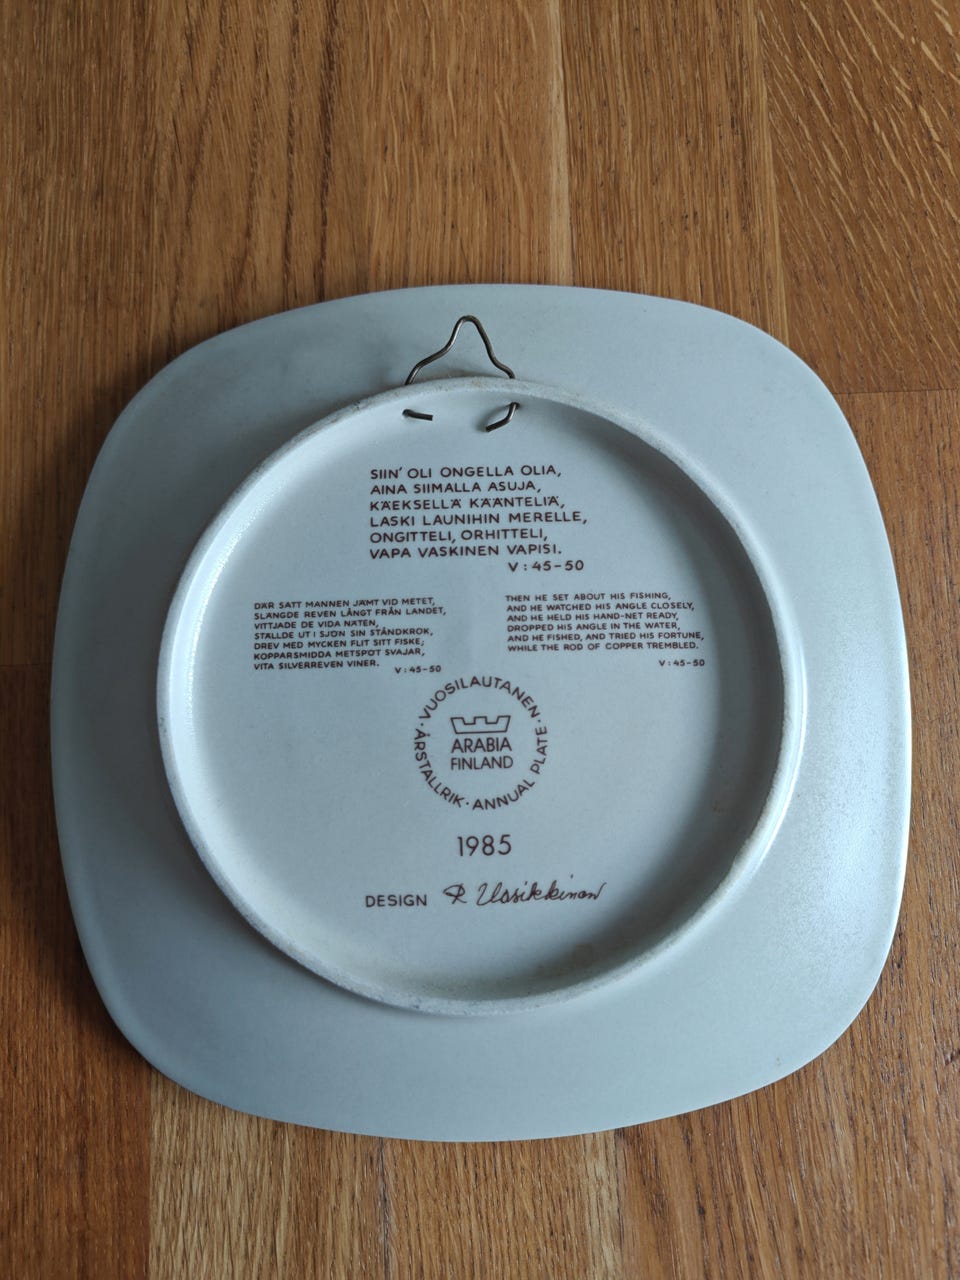 SIIN' OLI ONGELLA OLIA,
AINA SIIMALLA ASUJA,
KÄEKSELLÄ KÄÄNTELIÄ,
LASKI LAUNIHIN MERELLE,
ONGITTELI, ORHITTELI,
VAPA VASKINEN VAPISI.
V : 45-50
DÄR SATT MANNEN JÄMT VID METET,
SLÄNGDE REVEN LÅNGT FRÅN LANDET,
VITTJADE DE VIDA NÄTEN,
STÄLLDE UT I SJÖN SIN STÅNDKROK,
DREV MED MYCKEN FLIT SITT FISKE;
KOPPARSMIDDA METSPÖT SVAJAR,
VITA SILVERREVEN VINER.
V : 45-50
THEN HE SET ABOUT HIS FISHING,
AND HE WATCHED HIS ANGLE CLOSELY,
AND HE HELD HIS HAND-NET READY,
DROPPED HIS ANGLE IN THE WATER,
AND HE FISHED, AND TRIED HIS FORTUNE,
WHILE THE ROD OF COPPER TREMBLED.
V : 45-50
· VUOSILAUTANEN · ANNUAL PLATE · ÅRSTALLRIK
ARABIA
FINLAND
1985
DESIGN R Ussikkinen